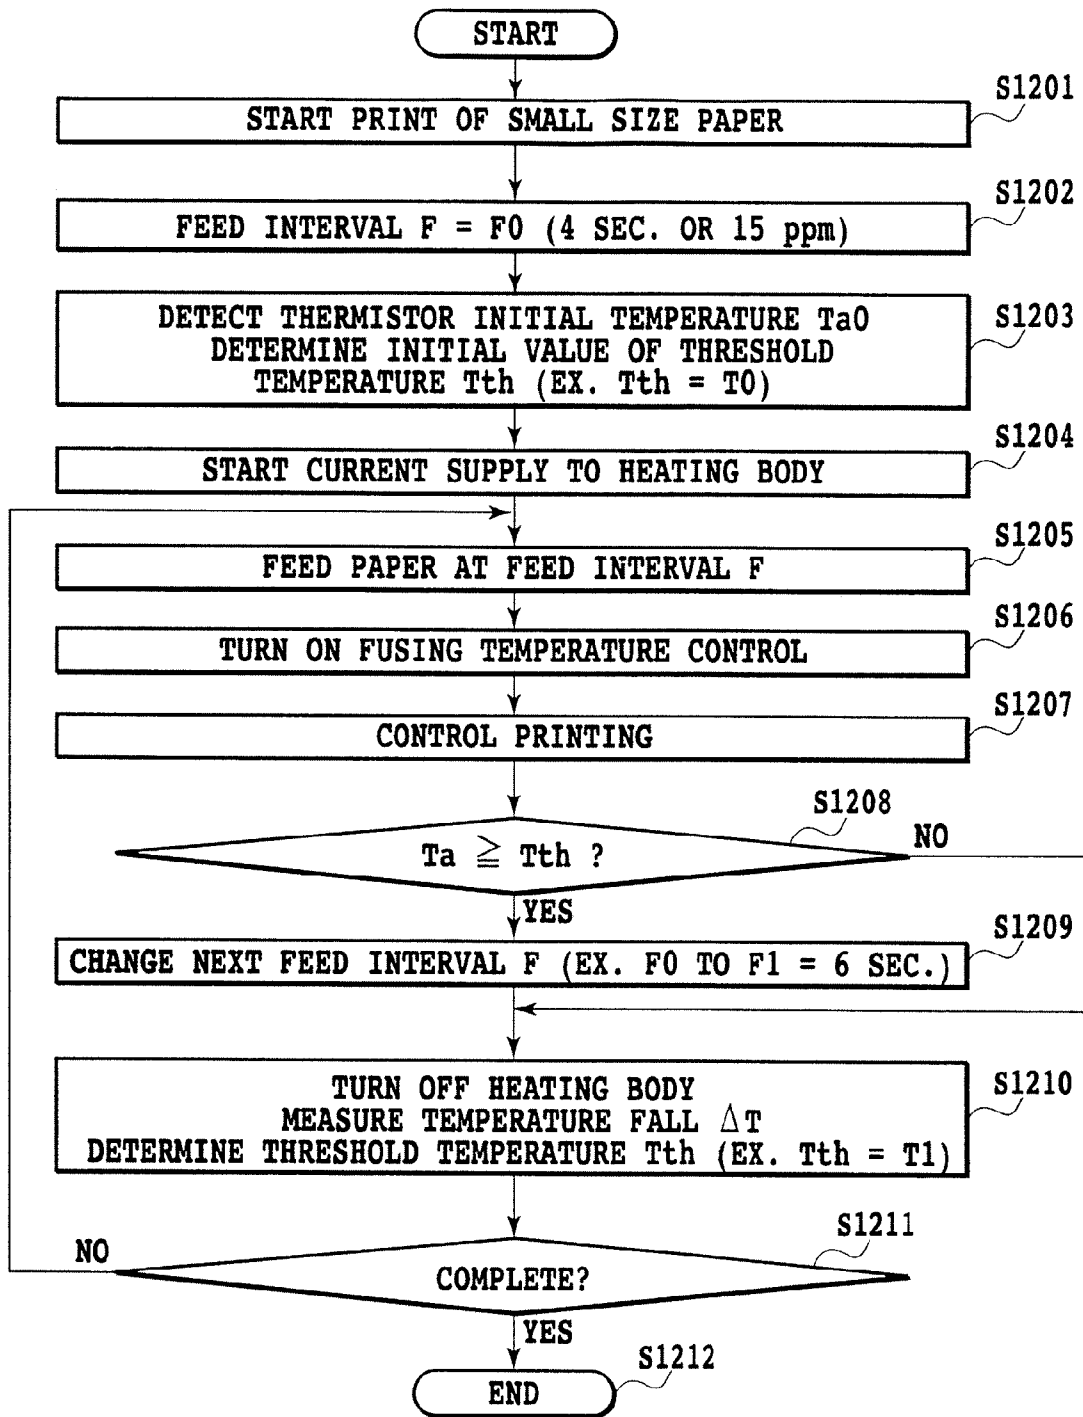 START
S1201
START PRINT OF SMALL SIZE PAPER
S1202
FEED INTERVAL F = F0 (4 SEC. OR 15 ppm)
S1203
DETECT THERMISTOR INITIAL TEMPERATURE Ta0
DETERMINE INITIAL VALUE OF THRESHOLD
TEMPERATURE Tth (EX. Tth = T0)
S1204
START CURRENT SUPPLY TO HEATING BODY
S1205
FEED PAPER AT FEED INTERVAL F
S1206
TURN ON FUSING TEMPERATURE CONTROL
S1207
CONTROL PRINTING
S1208
Ta ≧ Tth ?
NO
YES
S1209
CHANGE NEXT FEED INTERVAL F (EX. F0 TO F1 = 6 SEC.)
S1210
TURN OFF HEATING BODY
MEASURE TEMPERATURE FALL ΔT
DETERMINE THRESHOLD TEMPERATURE Tth (EX. Tth = T1)
S1211
NO
COMPLETE?
YES
S1212
END